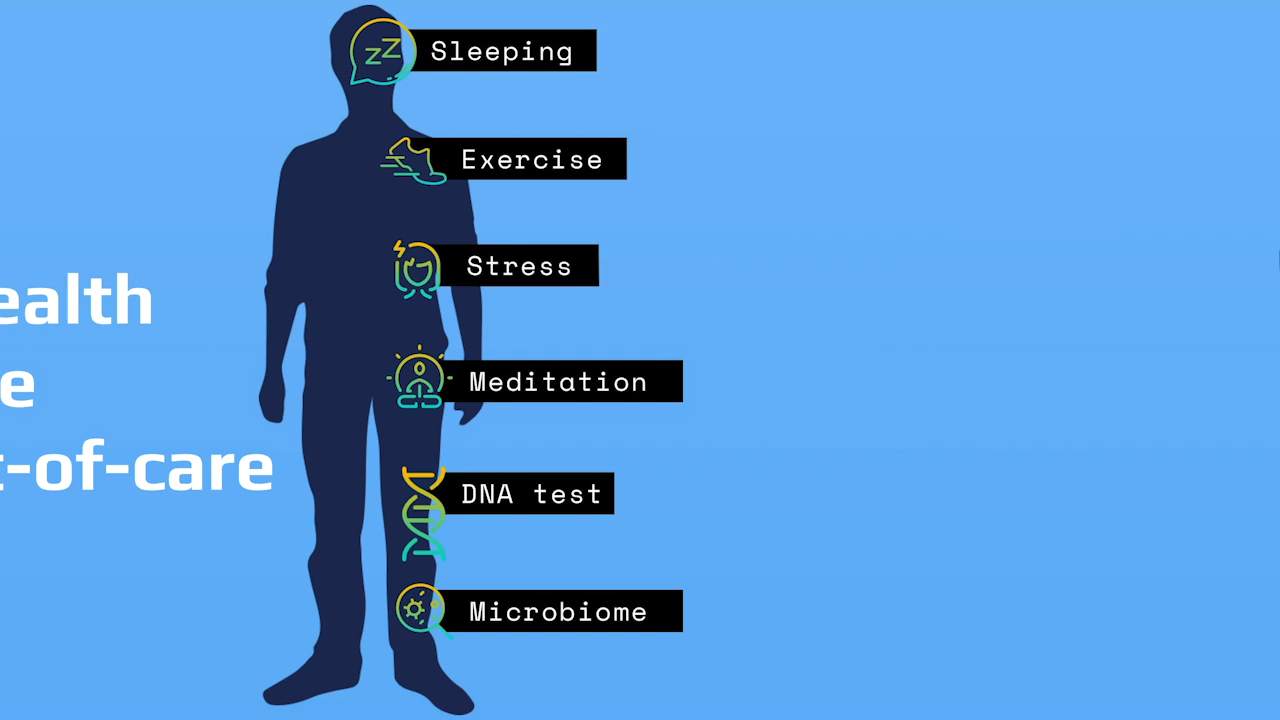 Sleeping
Exercise
Stress
ealth
Meditation
e
-of-care
DNA test
Microbiome